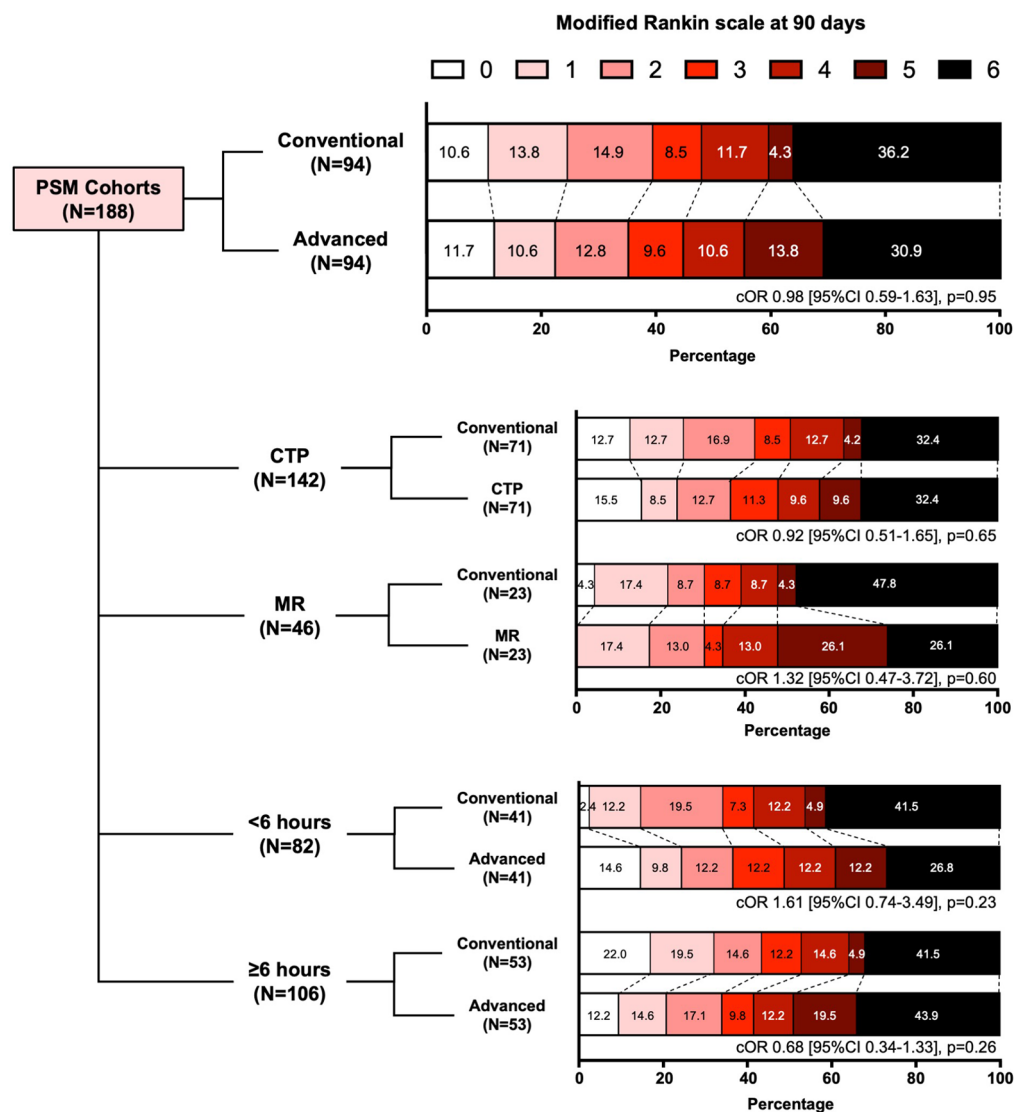 Modified Rankin scale at 90 days
0 1 2 3 4 5 6
PSM Cohorts
(N=188)
Conventional
(N=94)
10.6 13.8 14.9 8.5 11.7 4.3 36.2
Advanced
(N=94)
11.7 10.6 12.8 9.6 10.6 13.8 30.9
cOR 0.98 [95%CI 0.59-1.63], p=0.95
0 20 40 60 80 100
Percentage
CTP
(N=142)
Conventional
(N=71)
12.7 12.7 16.9 8.5 12.7 4.2 32.4
CTP
(N=71)
15.5 8.5 12.7 11.3 9.6 9.6 32.4
cOR 0.92 [95%CI 0.51-1.65], p=0.65
MR
(N=46)
Conventional
(N=23)
4.3 17.4 8.7 8.7 8.7 4.3 47.8
MR
(N=23)
17.4 13.0 4.3 13.0 26.1 26.1
cOR 1.32 [95%CI 0.47-3.72], p=0.60
0 20 40 60 80 100
Percentage
<6 hours
(N=82)
Conventional
(N=41)
2.4 12.2 19.5 7.3 12.2 4.9 41.5
Advanced
(N=41)
14.6 9.8 12.2 12.2 12.2 12.2 26.8
cOR 1.61 [95%CI 0.74-3.49], p=0.23
≥6 hours
(N=106)
Conventional
(N=53)
22.0 19.5 14.6 12.2 14.6 4.9 41.5
Advanced
(N=53)
12.2 14.6 17.1 9.8 12.2 19.5 43.9
cOR 0.68 [95%CI 0.34-1.33], p=0.26
0 20 40 60 80 100
Percentage